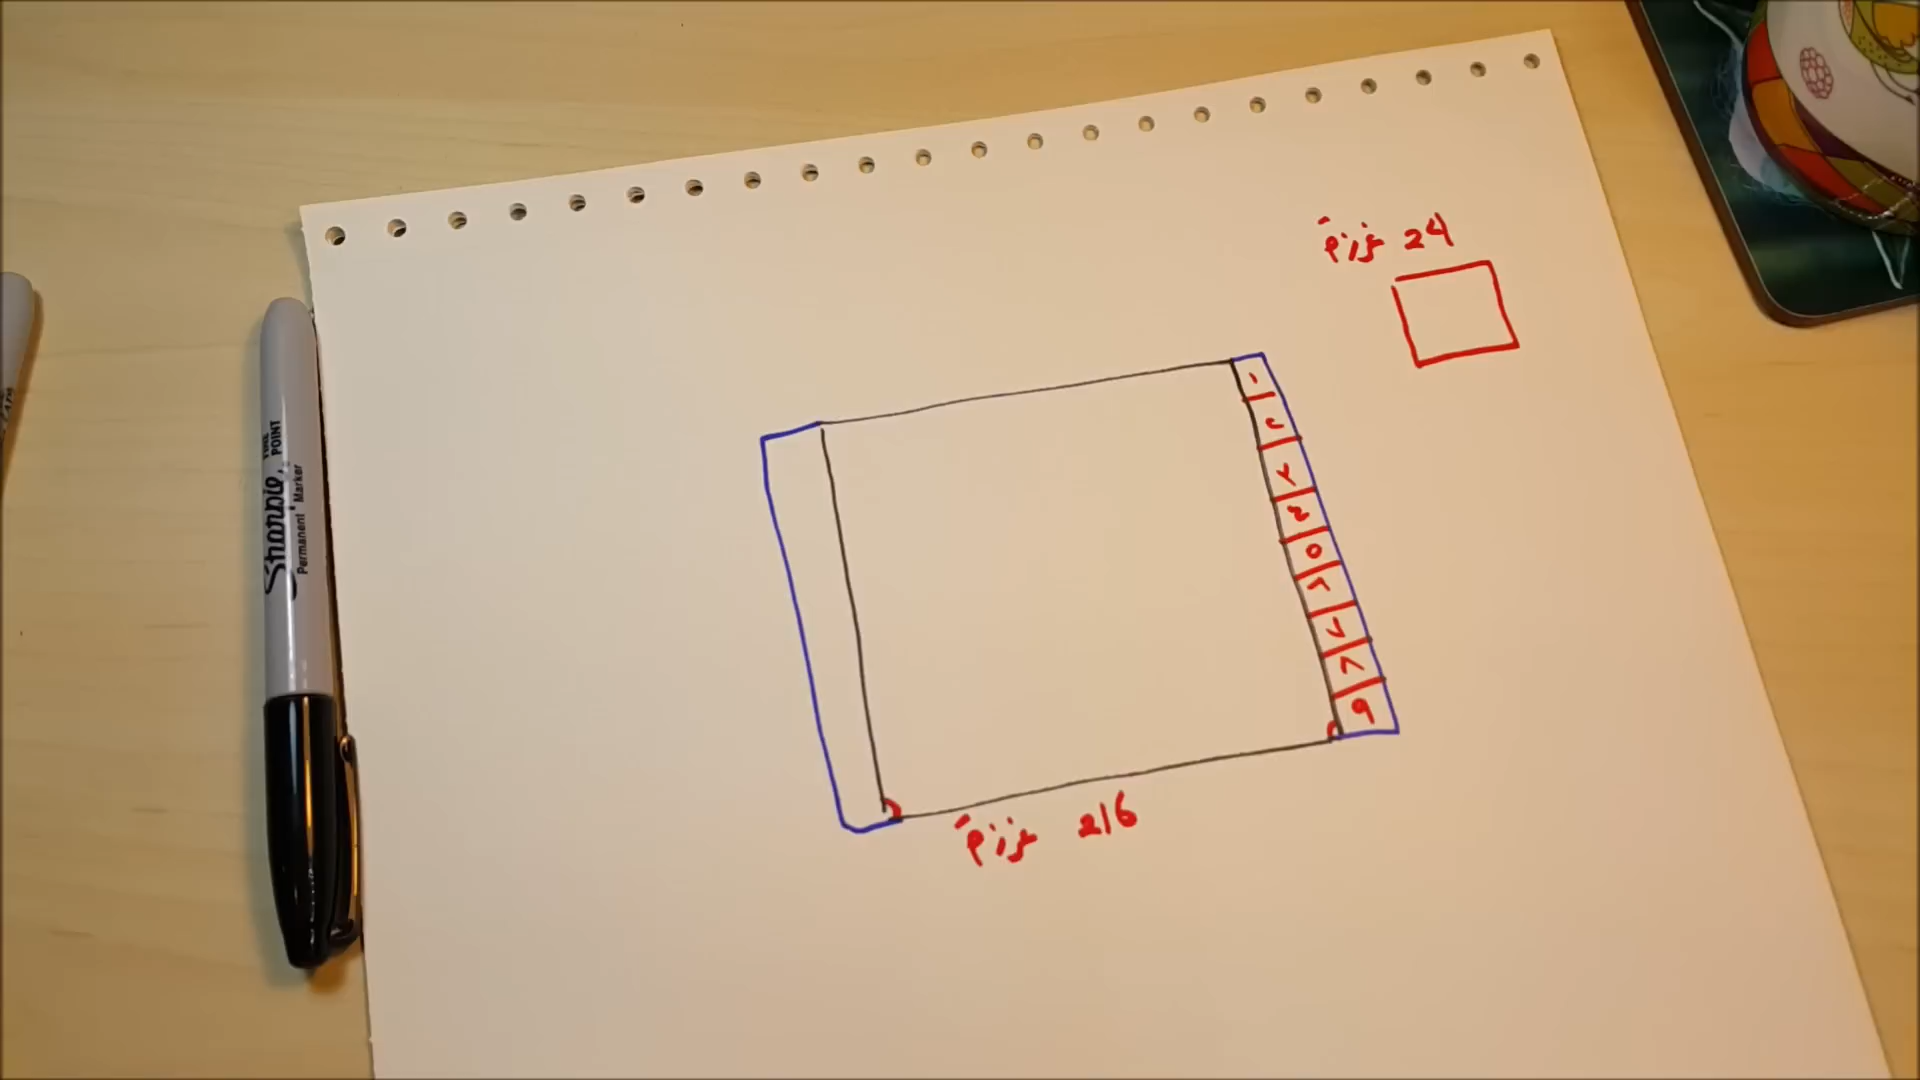 24 غرزة
١
٢
٣
٤
٥
٦
٧
٨
٩
216 غرزة
Sharpie.
FINE
POINT
Permanent Marker